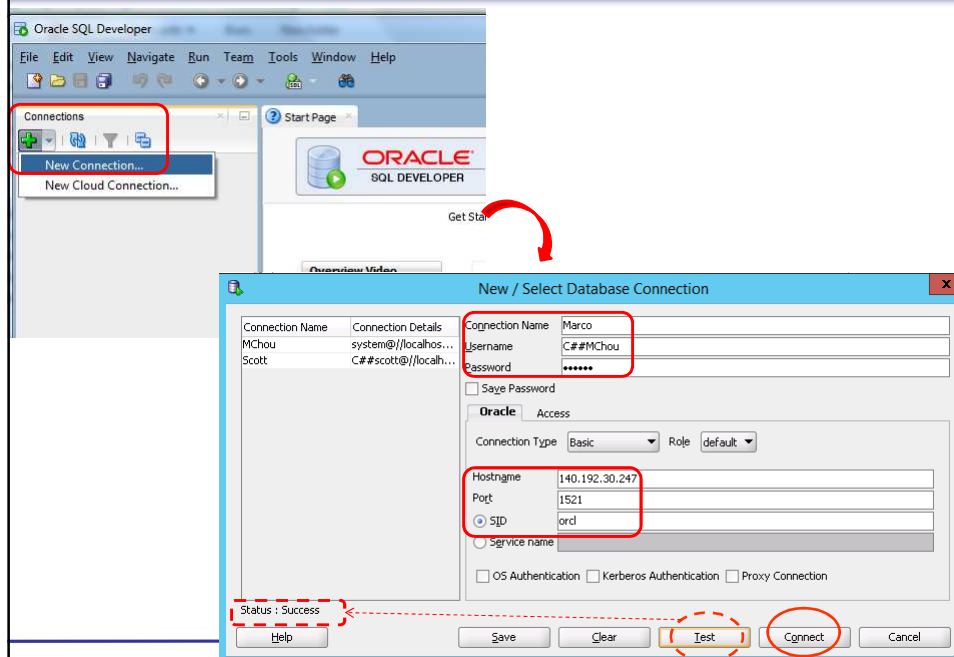 Oracle SQL Developer
File Edit View Navigate Run Team Tools Window Help
Connections
Start Page
New Connection...
New Cloud Connection...
ORACLE
SQL DEVELOPER
Get Star
Overview Video
New / Select Database Connection
x
Connection Name Connection Details
MChou system@//localhos...
Scott C##scott@//localh...
Connection Name Marco
Username C##MChou
Password ••••••
Save Password
Oracle Access
Connection Type Basic Role default
Hostname 140.192.30.247
Port 1521
SID orcl
Service name
OS Authentication Kerberos Authentication Proxy Connection
Status : Success
Help Save Clear Test Connect Cancel